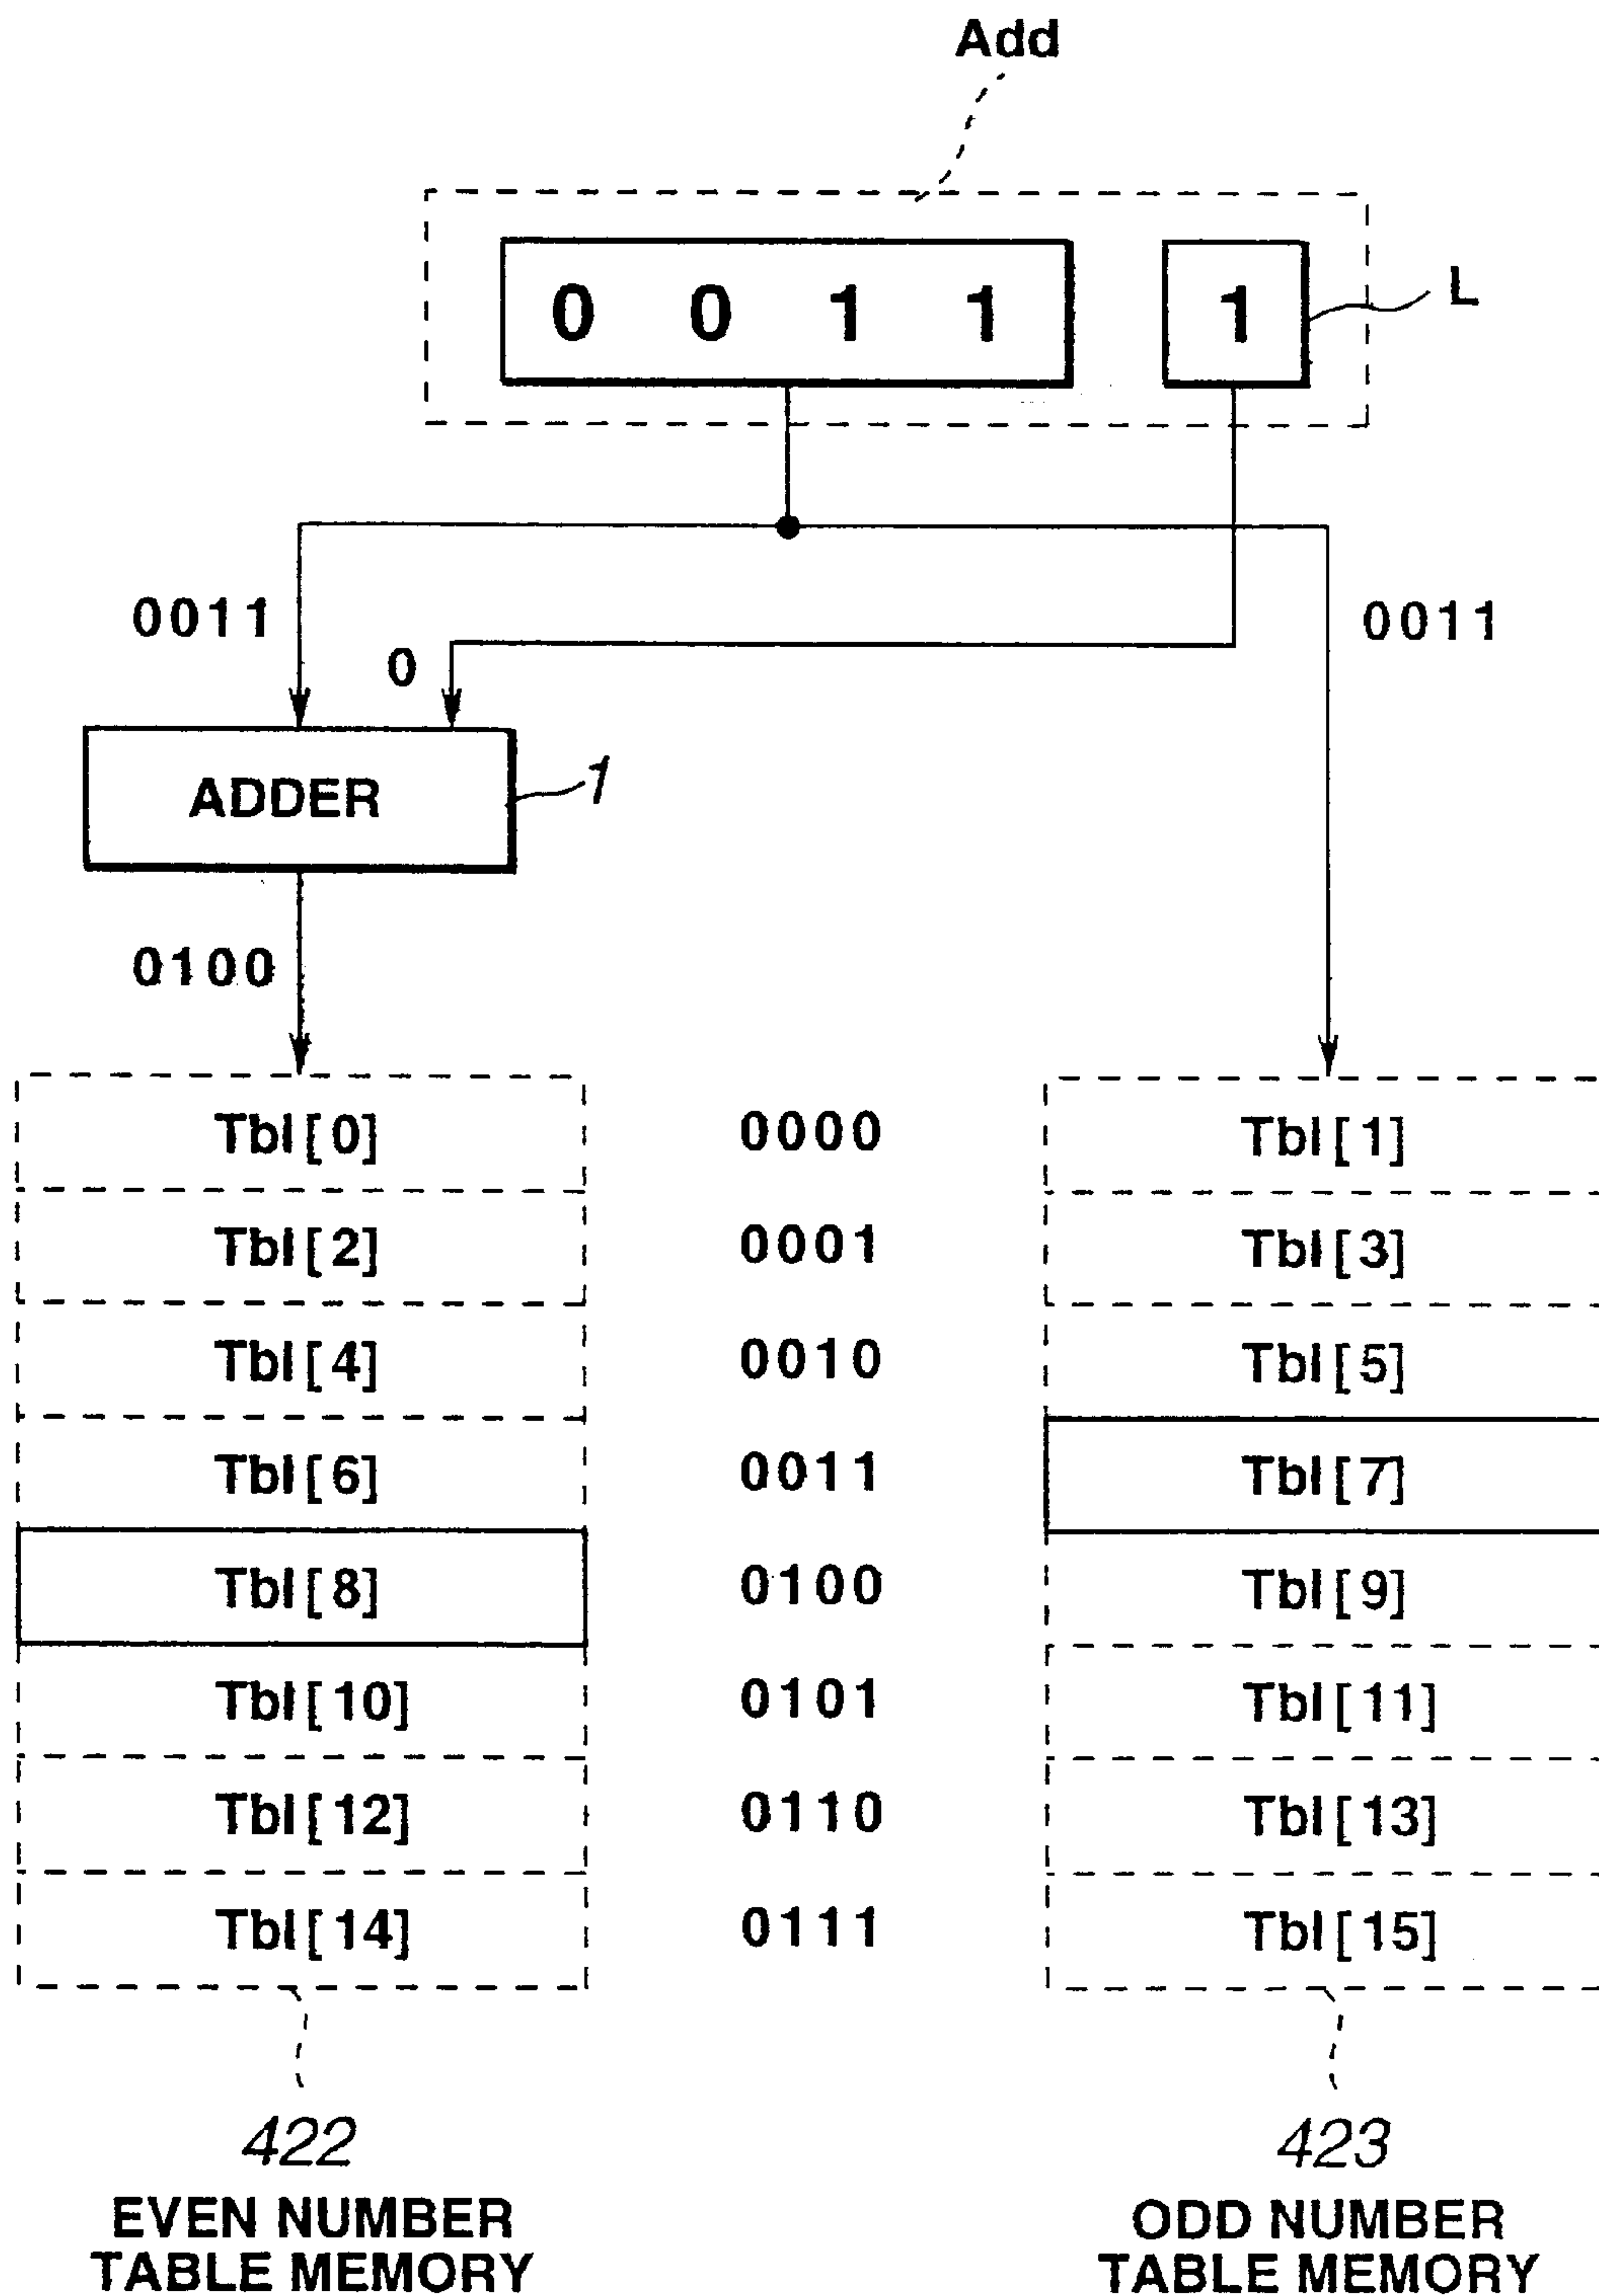 Add
0 0 1 1 1
L
0011
0
0011
ADDER
1
0100
Tbl[0] 0000 Tbl[1]
Tbl[2] 0001 Tbl[3]
Tbl[4] 0010 Tbl[5]
Tbl[6] 0011 Tbl[7]
Tbl[8] 0100 Tbl[9]
Tbl[10] 0101 Tbl[11]
Tbl[12] 0110 Tbl[13]
Tbl[14] 0111 Tbl[15]
422
EVEN NUMBER
TABLE MEMORY
423
ODD NUMBER
TABLE MEMORY